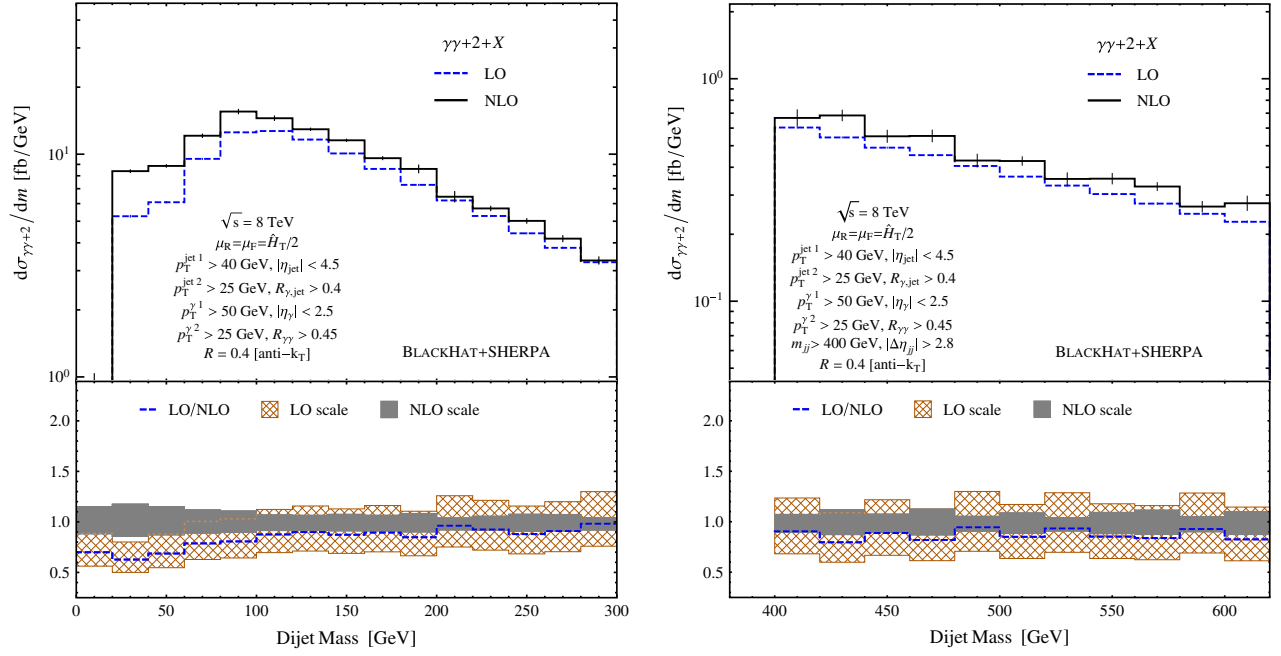 γγ+2+X
LO
NLO
dσγγ+2/dm [fb/GeV]
10¹
10⁰
√s = 8 TeV
μR=μF=ĤT/2
pT^jet 1 > 40 GeV, |ηjet| < 4.5
pT^jet 2 > 25 GeV, Rγ,jet > 0.4
pT^γ 1 > 50 GeV, |ηγ| < 2.5
pT^γ 2 > 25 GeV, Rγγ > 0.45
R = 0.4 [anti−kT]
BLACKHAT+SHERPA
LO/NLO
LO scale
NLO scale
2.0
1.5
1.0
0.5
0 50 100 150 200 250 300
Dijet Mass [GeV]
γγ+2+X
LO
NLO
dσγγ+2/dm [fb/GeV]
10⁰
10⁻¹
√s = 8 TeV
μR=μF=ĤT/2
pT^jet 1 > 40 GeV, |ηjet| < 4.5
pT^jet 2 > 25 GeV, Rγ,jet > 0.4
pT^γ 1 > 50 GeV, |ηγ| < 2.5
pT^γ 2 > 25 GeV, Rγγ > 0.45
mjj > 400 GeV, |Δηjj| > 2.8
R = 0.4 [anti−kT]
BLACKHAT+SHERPA
LO/NLO
LO scale
NLO scale
2.0
1.5
1.0
0.5
400 450 500 550 600
Dijet Mass [GeV]